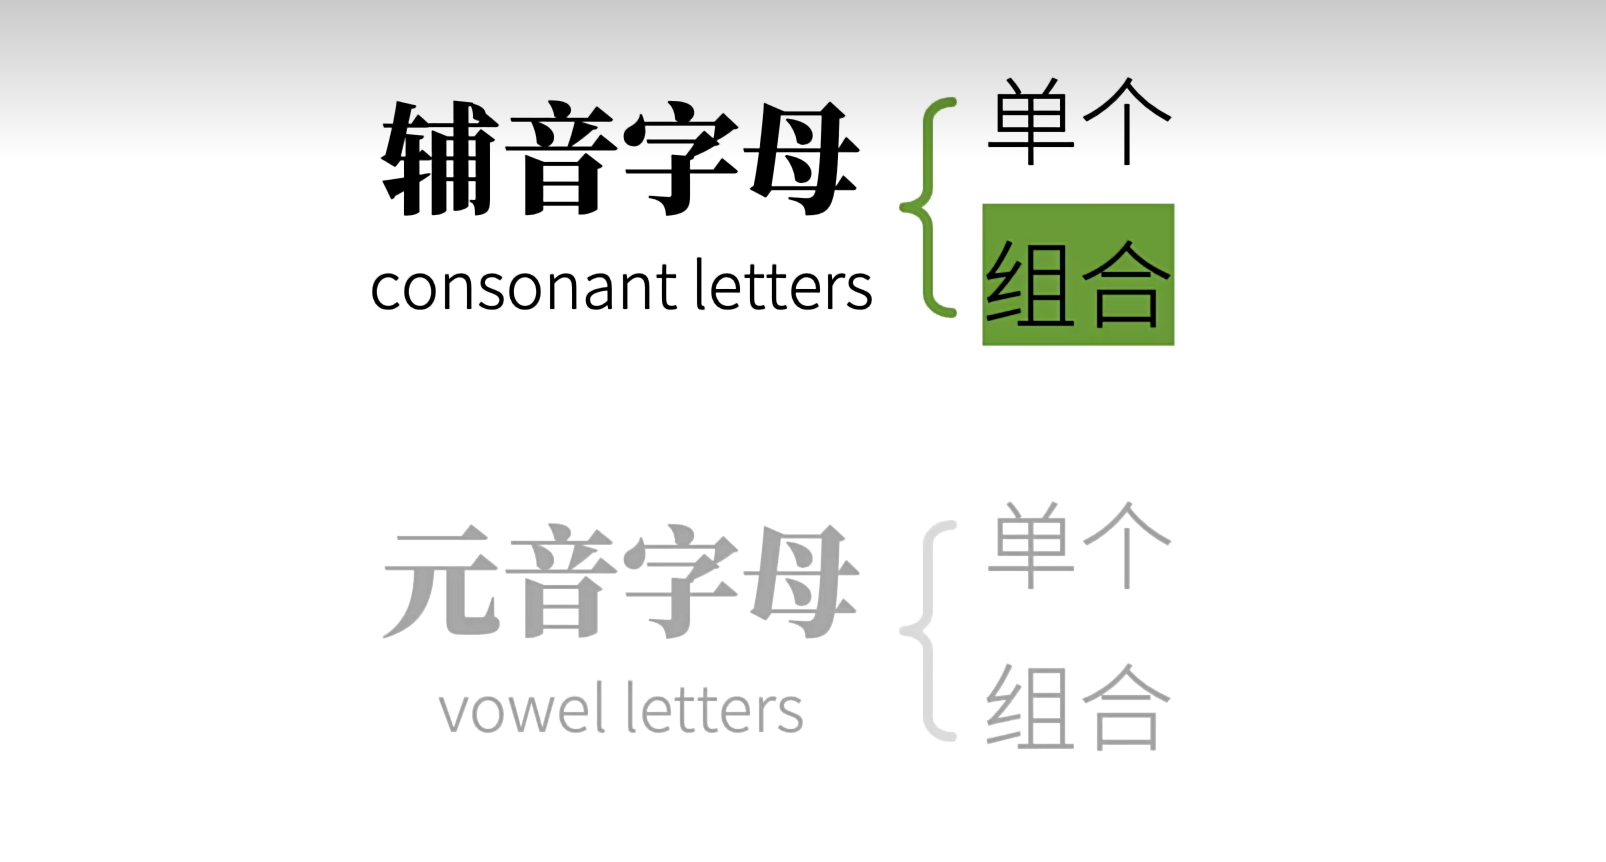 辅音字母
consonant letters
单个
组合
元音字母
vowel letters
单个
组合